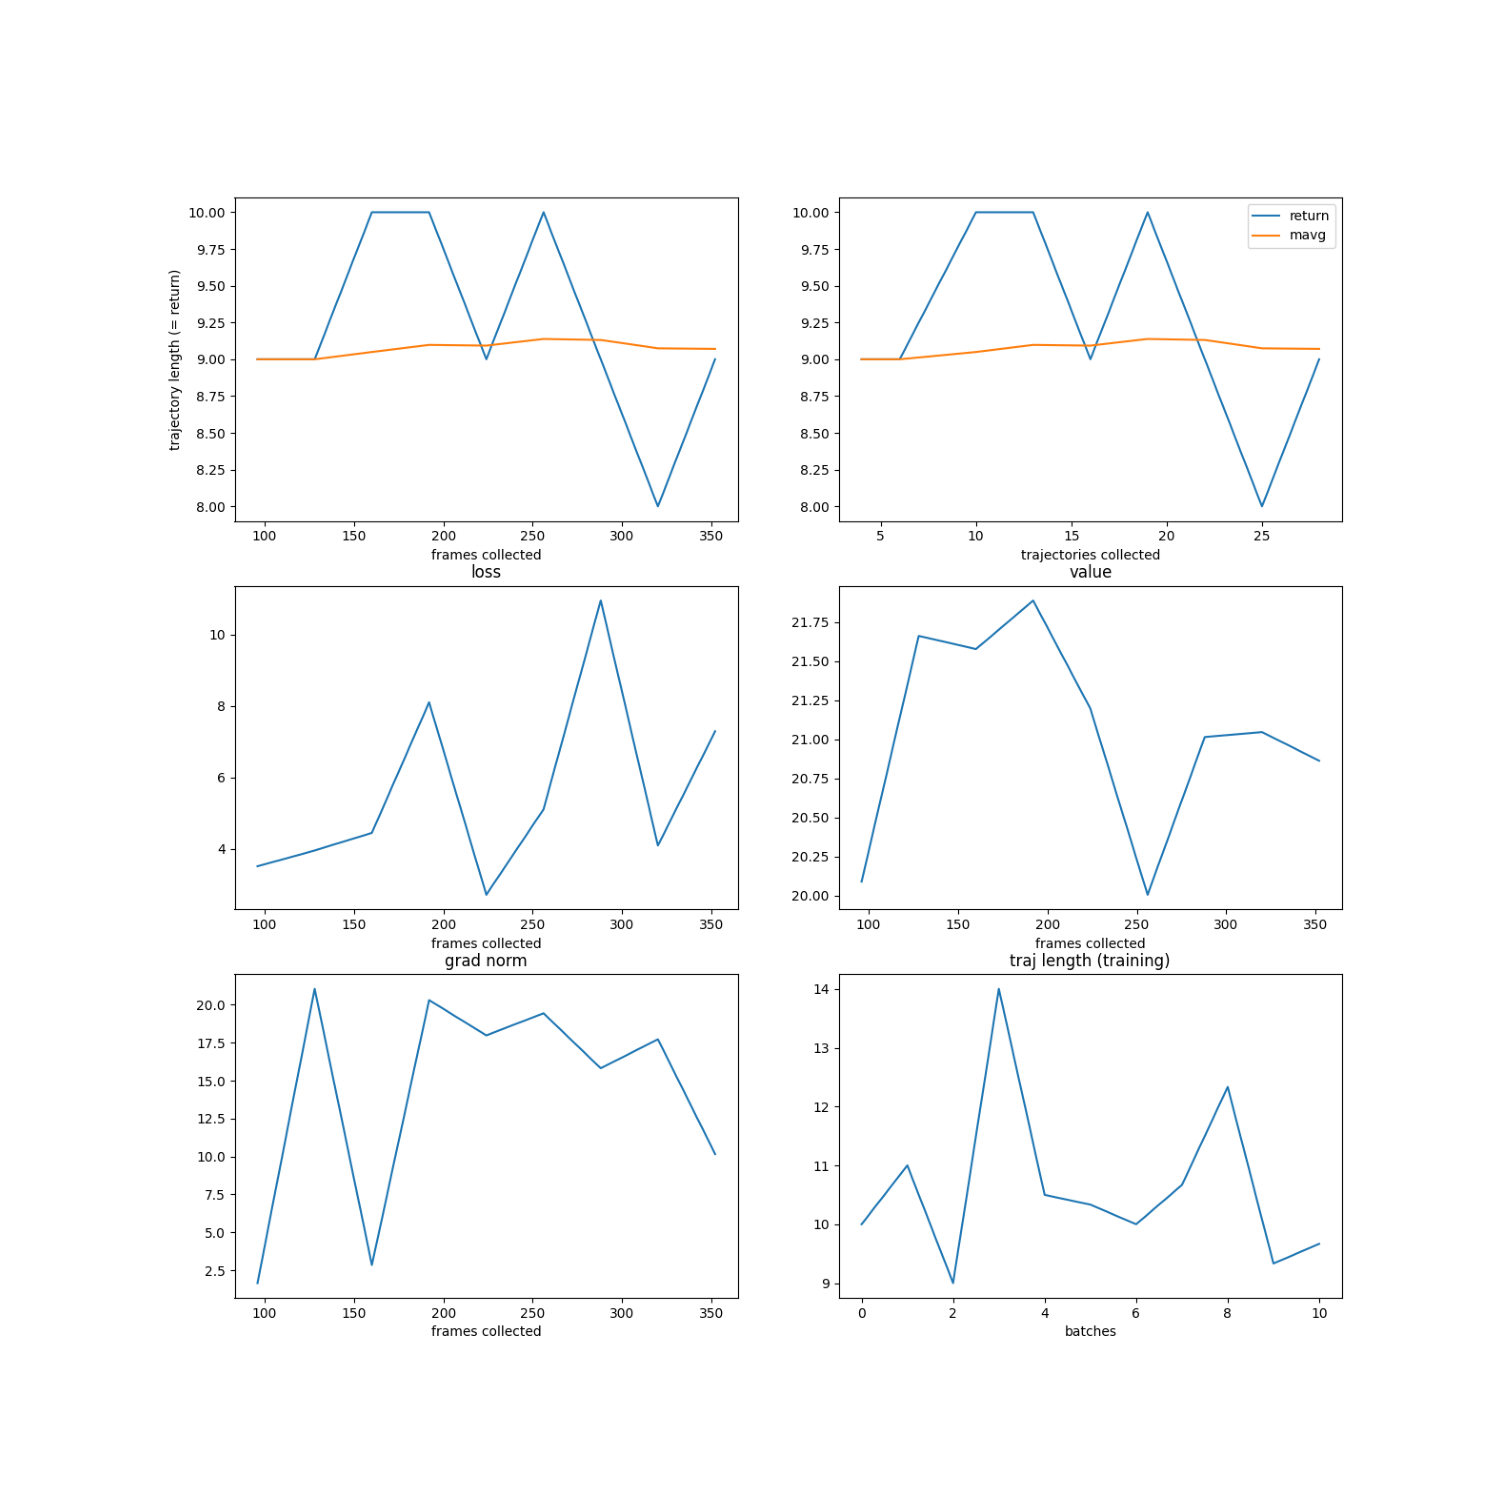 trajectory length (= return)
10.00
9.75
9.50
9.25
9.00
8.75
8.50
8.25
8.00
100 150 200 250 300 350
frames collected
return
mavg
10.00
9.75
9.50
9.25
9.00
8.75
8.50
8.25
8.00
5 10 15 20 25
trajectories collected
loss
10
8
6
4
100 150 200 250 300 350
frames collected
value
21.75
21.50
21.25
21.00
20.75
20.50
20.25
20.00
100 150 200 250 300 350
frames collected
grad norm
20.0
17.5
15.0
12.5
10.0
7.5
5.0
2.5
100 150 200 250 300 350
frames collected
traj length (training)
14
13
12
11
10
9
0 2 4 6 8 10
batches